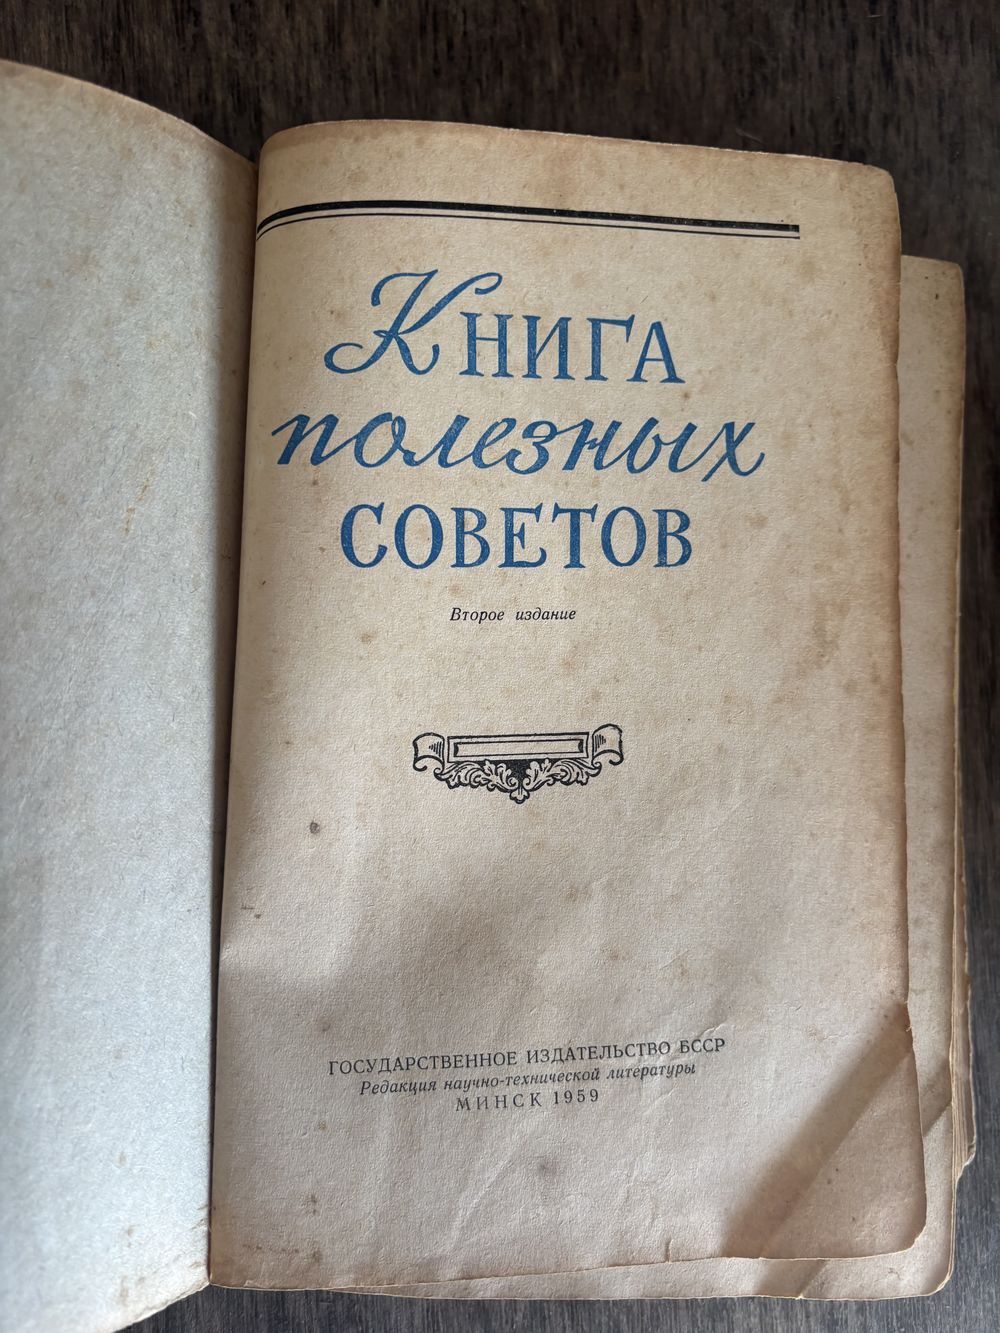 Книга
полезных
советов
Второе издание
ГОСУДАРСТВЕННОЕ ИЗДАТЕЛЬСТВО БССР
Редакция научно-технической литературы
МИНСК 1959